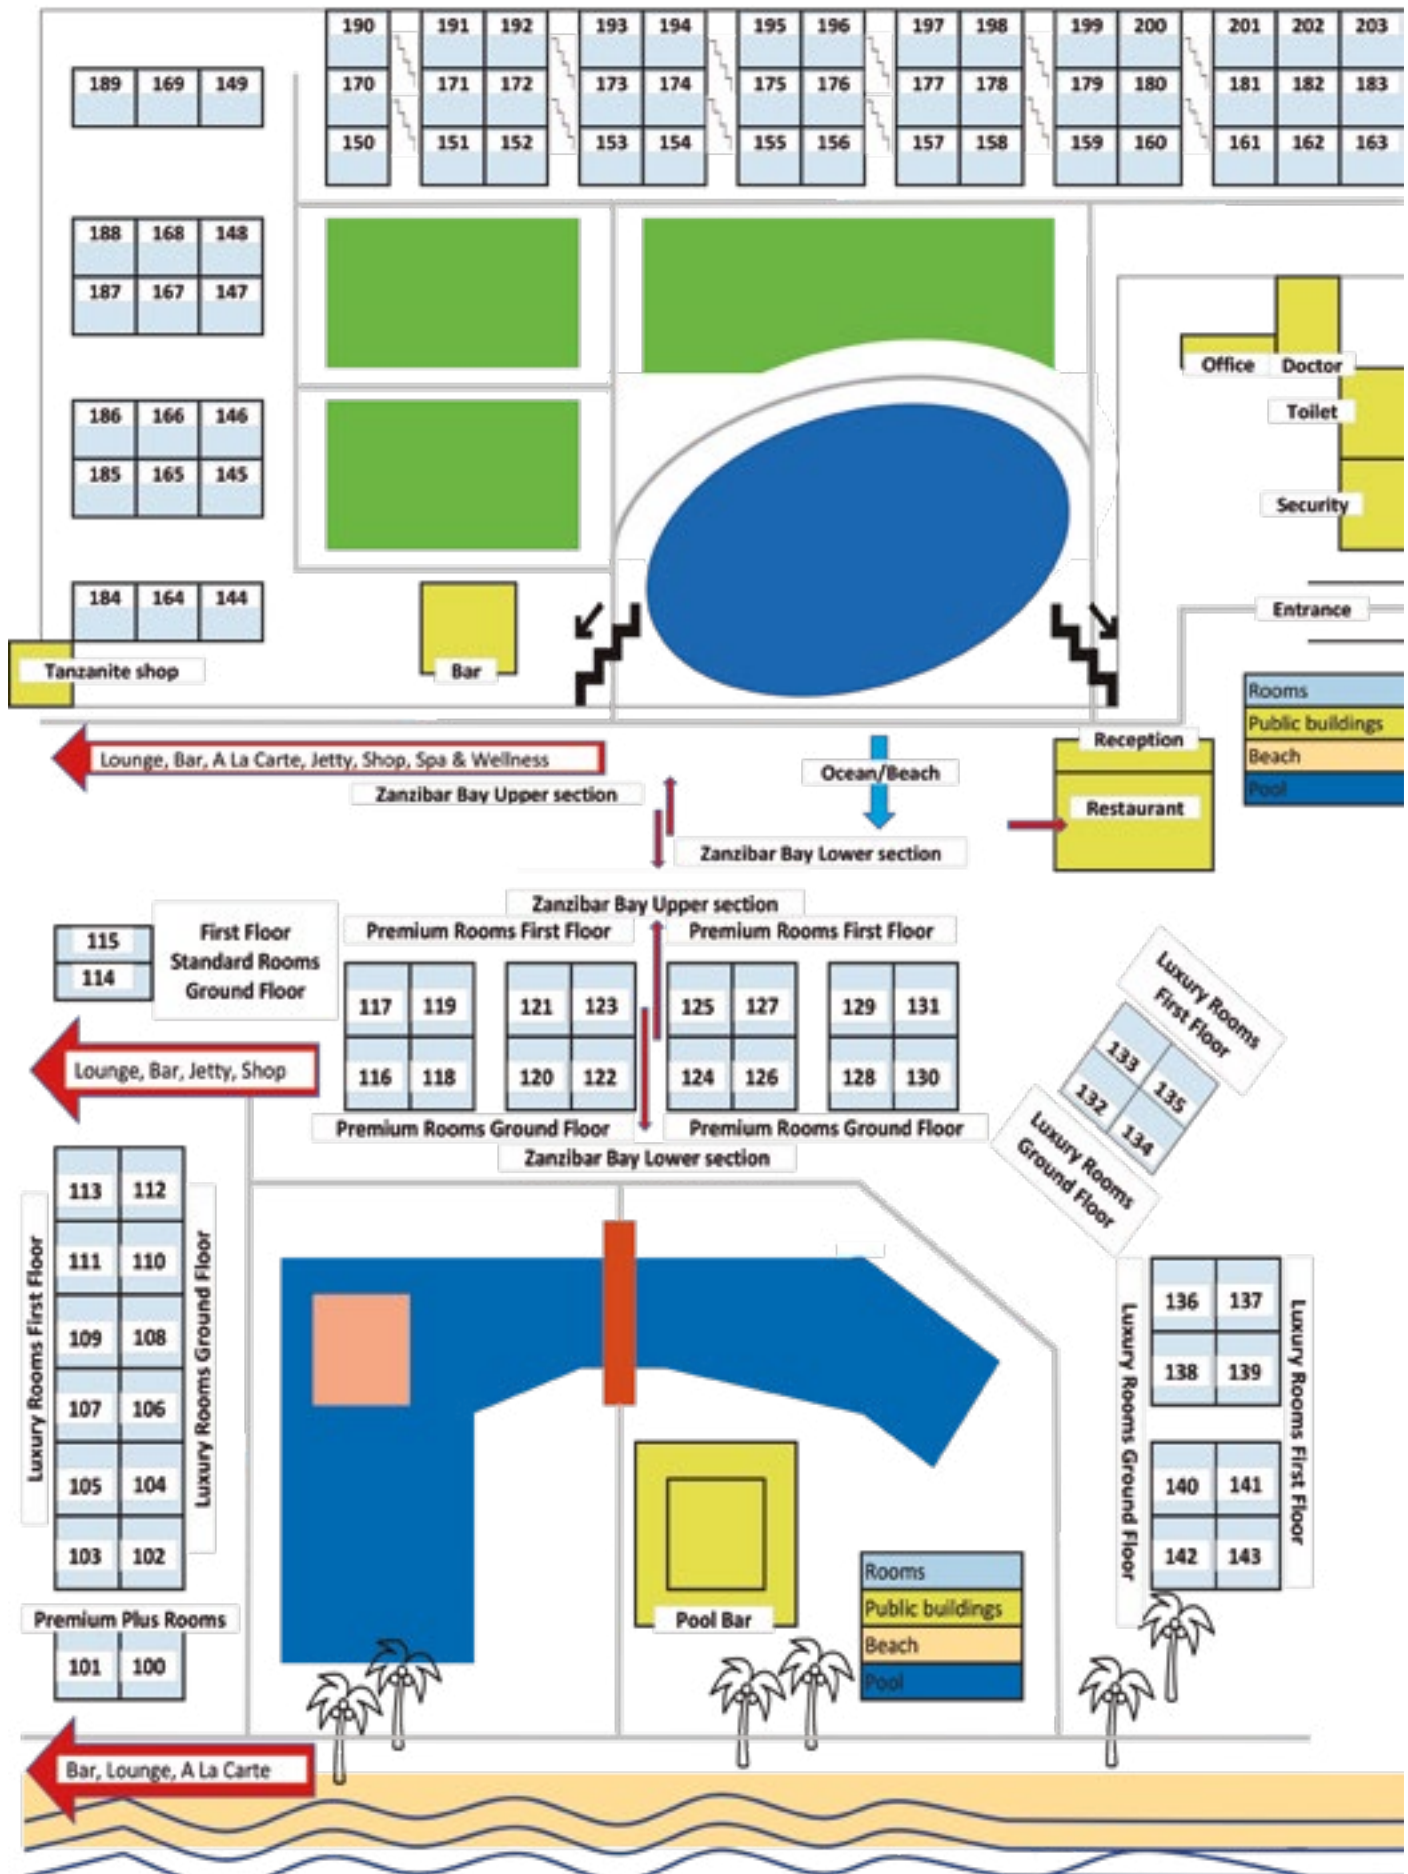 190 191 192 193 194 195 196 197 198 199 200 201 202 203
189 169 149 170 171 172 173 174 175 176 177 178 179 180 181 182 183
150 151 152 153 154 155 156 157 158 159 160 161 162 163
188 168 148
187 167 147
Office Doctor
186 166 146
Toilet
185 165 145
Security
184 164 144
Entrance
Tanzanite shop
Bar
Rooms
Public buildings
Beach
Pool
Reception
Lounge, Bar, A La Carte, Jetty, Shop, Spa & Wellness
Ocean/Beach
Zanzibar Bay Upper section
Restaurant
Zanzibar Bay Lower section
Zanzibar Bay Upper section
Premium Rooms First Floor
Premium Rooms First Floor
115
114
First Floor
Standard Rooms
Ground Floor
117 119 121 123 125 127 129 131
116 118 120 122 124 126 128 130
Premium Rooms Ground Floor
Premium Rooms Ground Floor
Zanzibar Bay Lower section
Luxury Rooms
First Floor
133 135
132 134
Luxury Rooms
Ground Floor
Lounge, Bar, Jetty, Shop
Luxury Rooms First Floor
113 112
111 110
109 108
107 106
105 104
103 102
Luxury Rooms Ground Floor
Premium Plus Rooms
101 100
Luxury Rooms Ground Floor
136 137
138 139
140 141
142 143
Luxury Rooms First Floor
Pool Bar
Rooms
Public buildings
Beach
Pool
Bar, Lounge, A La Carte